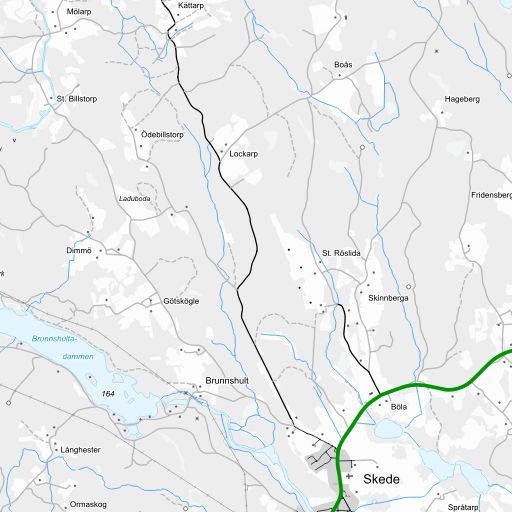 Kättarp
Mölarp
Boås
St. Billstorp
Hageberg
Ödebillstorp
Lockarp
Laduboda
Fridensberg
Dimmö
St. Röslida
Götskögle
Skinnberga
Brunnshulta-
dammen
Brunnshult
164
Böla
Långhester
Skede
Ormaskog
Språtarp